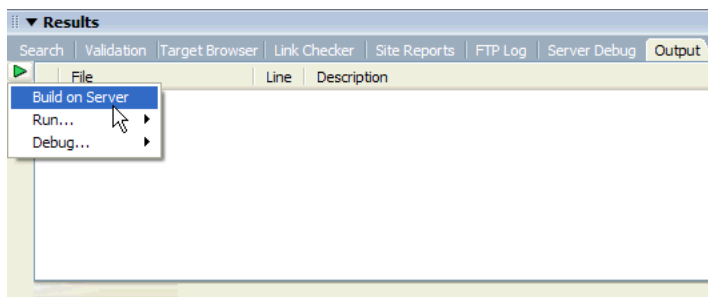 Results
Search Validation Target Browser Link Checker Site Reports FTP Log Server Debug Output
File Line Description
Build on Server
Run...
Debug...